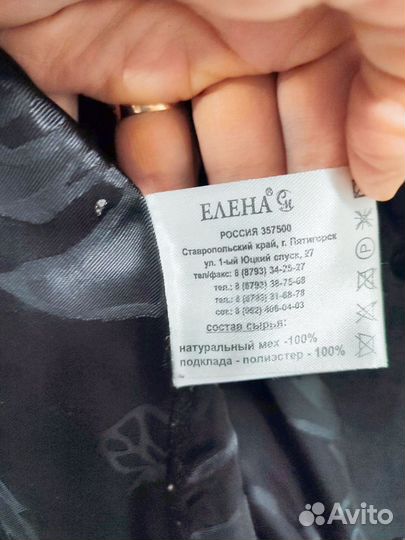 ЕЛЕНА®
РОССИЯ 357500
Ставропольский край, г. Пятигорск
ул. 1-ый Юцкий спуск, 27
тел/факс: 8 (8793) 34-25-27
тел.: 8 (8793) 38-75-68
тел.: 8 (8793) 31-68-78
сот.: 8 (962) 406-04-03
состав сырья:
натуральный мех -100%
подклада - полиэстер - 100%
P
Avito